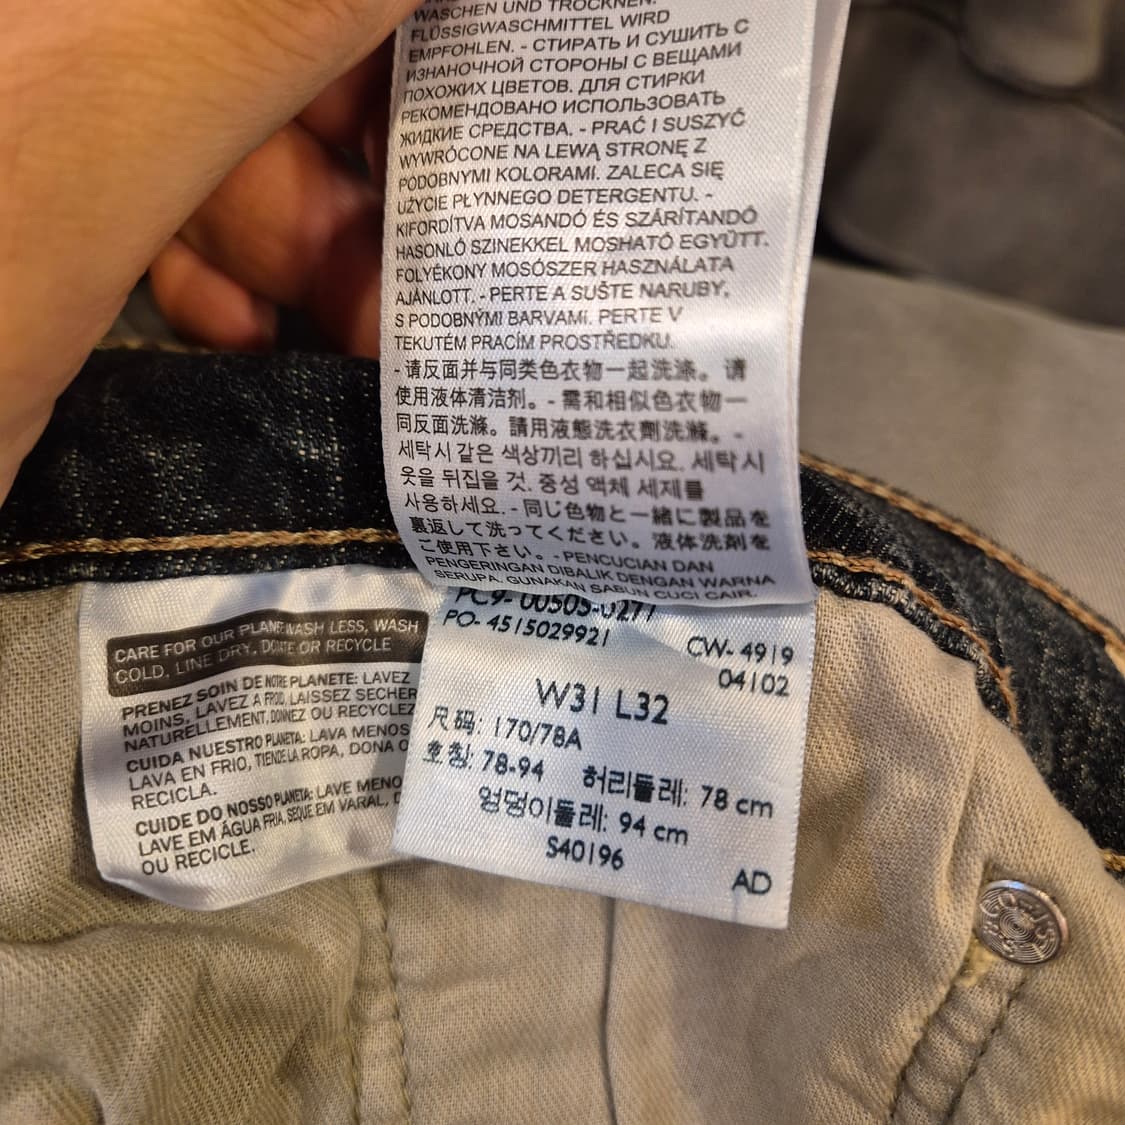 WASCHEN UND TROCKNEN.
FLÜSSIGWASCHMITTEL WIRD
EMPFOHLEN. - СТИРАТЬ И СУШИТЬ С
ИЗНАНОЧНОЙ СТОРОНЫ С ВЕЩАМИ
ПОХОЖИХ ЦВЕТОВ. ДЛЯ СТИРКИ
РЕКОМЕНДОВАНО ИСПОЛЬЗОВАТЬ
ЖИДКИЕ СРЕДСТВА. - PRAĆ I SUSZYĆ
WYWRÓCONE NA LEWĄ STRONĘ Z
PODOBNYMI KOLORAMI. ZALECA SIĘ
UŻYCIE PŁYNNEGO DETERGENTU. -
KIFORDÍTVA MOSANDÓ ÉS SZÁRÍTANDÓ
HASONLÓ SZINEKKEL MOSHATÓ EGYÜTT.
FOLYÉKONY MOSÓSZER HASZNÁLATA
AJÁNLOTT. - PERTE A SUŠTE NARUBY,
S PODOBNÝMI BARVAMI. PERTE V
TEKUTÉM PRACÍM PROSTŘEDKU.
- 请反面并与同类色衣物一起洗涤。请
使用液体清洁剂。- 需和相似色衣物一
同反面洗滌。請用液態洗衣劑洗滌。-
세탁시 같은 색상끼리 하십시요. 세탁시
옷을 뒤집을 것. 중성 액체 세제를
사용하세요. - 同じ色物と一緒に製品を
裏返して洗ってください。液体洗剤を
ご使用下さい。- PENCUCIAN DAN
PENGERINGAN DIBALIK DENGAN WARNA
SERUPA. GUNAKAN SABUN CUCI CAIR.
CARE FOR OUR PLANE WASH LESS, WASH
COLD, LINE DRY, DONATE OR RECYCLE
PRENEZ SOIN DE NOTRE PLANETE: LAVEZ
MOINS, LAVEZ A FROID, LAISSEZ SECHER
NATURELLEMENT, DONNEZ OU RECYCLEZ
CUIDA NUESTRO PLANETA: LAVA MENOS
LAVA EN FRIO, TIENDE LA ROPA, DONA O
RECICLA.
CUIDE DO NOSSO PLANETA: LAVE MENO
LAVE EM ÁGUA FRIA, SEQUE EM VARAL, D
OU RECICLE.
PC9- 00505-0277
PO- 4515029921
CW- 4919
04102
W31 L32
尺码: 170/78A
호칭: 78-94 허리둘레: 78 cm
엉덩이둘레: 94 cm
S40196
AD